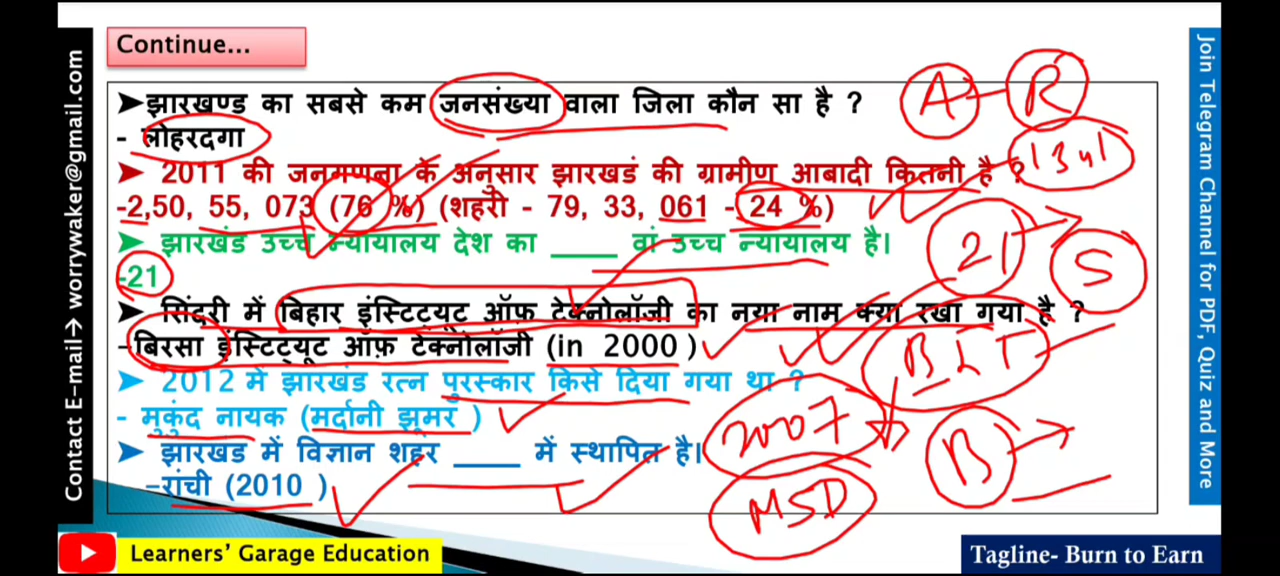 Continue...
➤झारखण्ड का सबसे कम जनसंख्या वाला जिला कौन सा है ?
- लोहरदगा
➤ 2011 की जनगणना के अनुसार झारखडं की ग्रामीण आबादी कितनी है ?
-2,50, 55, 073 (76 %) (शहरी - 79, 33, 061 - 24 %)
➤ झारखंड उच्च न्यायालय देश का ____ वां उच्च न्यायालय है।
-21
➤ सिंदरी में बिहार इंस्टिट्यूट ऑफ़ टेक्नोलॉजी का नया नाम क्या रखा गया है ?
-बिरसा इंस्टिट्यूट ऑफ़ टेक्नोलॉजी (in 2000 )
➤ 2012 में झारखंड रत्न पुरस्कार किसे दिया गया था ?
- मुकुंद नायक (मर्दानी झूमर )
➤ झारखंड में विज्ञान शहर ____ में स्थापित है।
-रांची (2010 )
A - R
21
S
BIT
2007
B
MSD
Contact E-mail→ worrywaker@gmail.com
Join Telegram Channel for PDF, Quiz and More
Learners' Garage Education
Tagline- Burn to Earn